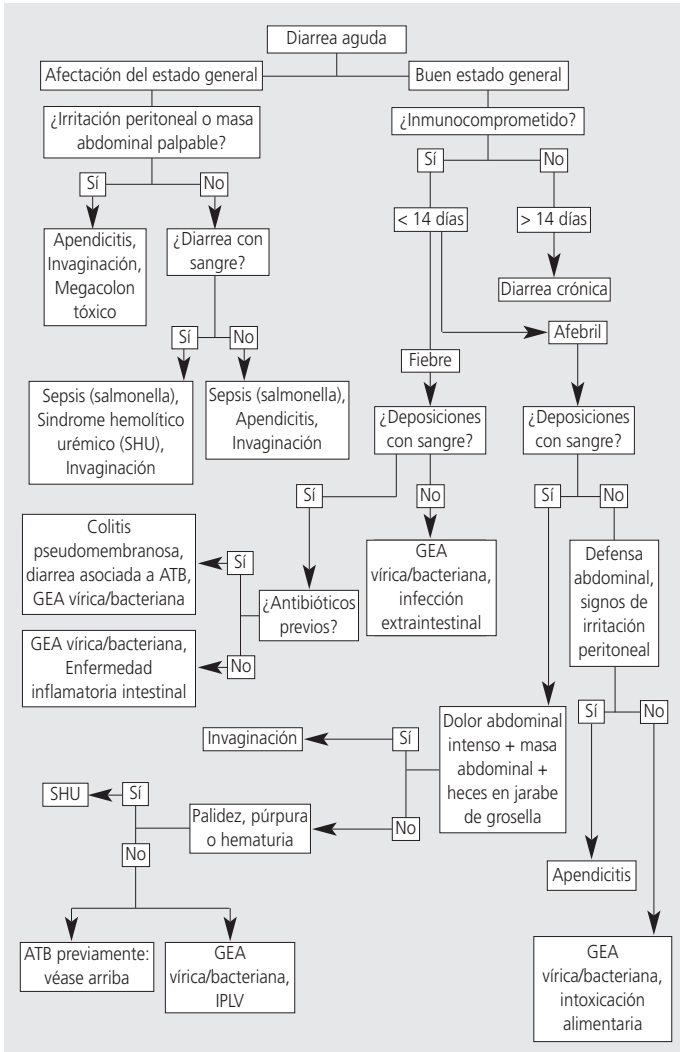 Diarrea aguda
Afectación del estado general
Buen estado general
¿Irritación peritoneal o masa
abdominal palpable?
¿Inmunocomprometido?
Sí
No
Sí
No
< 14 días
> 14 días
Apendicitis,
Invaginación,
Megacolon
tóxico
¿Diarrea con
sangre?
Diarrea crónica
Sí
No
Fiebre
Afebril
Sepsis (salmonella),
Sindrome hemolítico
urémico (SHU),
Invaginación
Sepsis (salmonella),
Apendicitis,
Invaginación
¿Deposiciones
con sangre?
¿Deposiciones
con sangre?
Sí
No
Sí
No
Colitis
pseudomembranosa,
diarrea asociada a ATB,
GEA vírica/bacteriana
Sí
¿Antibióticos
previos?
GEA
vírica/bacteriana,
infección
extraintestinal
Defensa
abdominal,
signos de
irritación
peritoneal
GEA vírica/bacteriana,
Enfermedad
inflamatoria intestinal
No
Sí
No
Invaginación
Sí
Dolor abdominal
intenso + masa
abdominal +
heces en jarabe
de grosella
SHU
Sí
Palidez, púrpura
o hematuria
No
No
Apendicitis
ATB previamente:
véase arriba
GEA
vírica/bacteriana,
IPLV
GEA
vírica/bacteriana,
intoxicación
alimentaria